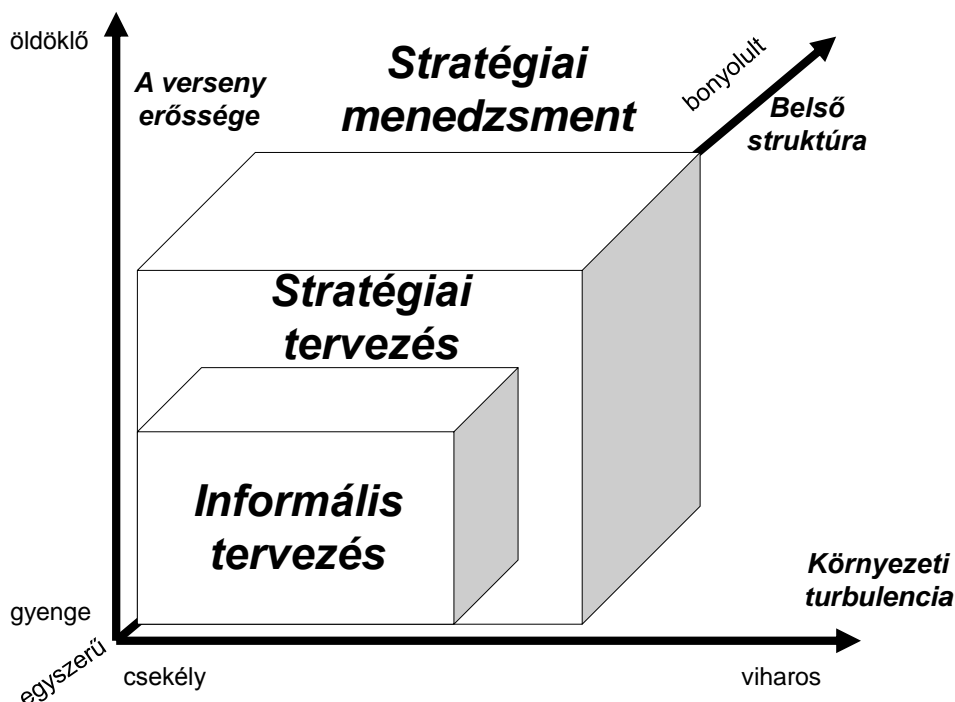 öldöklő
A verseny
erőssége
Stratégiai
menedzsment
bonyolult
Belső
struktúra
Stratégiai
tervezés
Informális
tervezés
Környezeti
turbulencia
gyenge
egyszerű
csekély
viharos